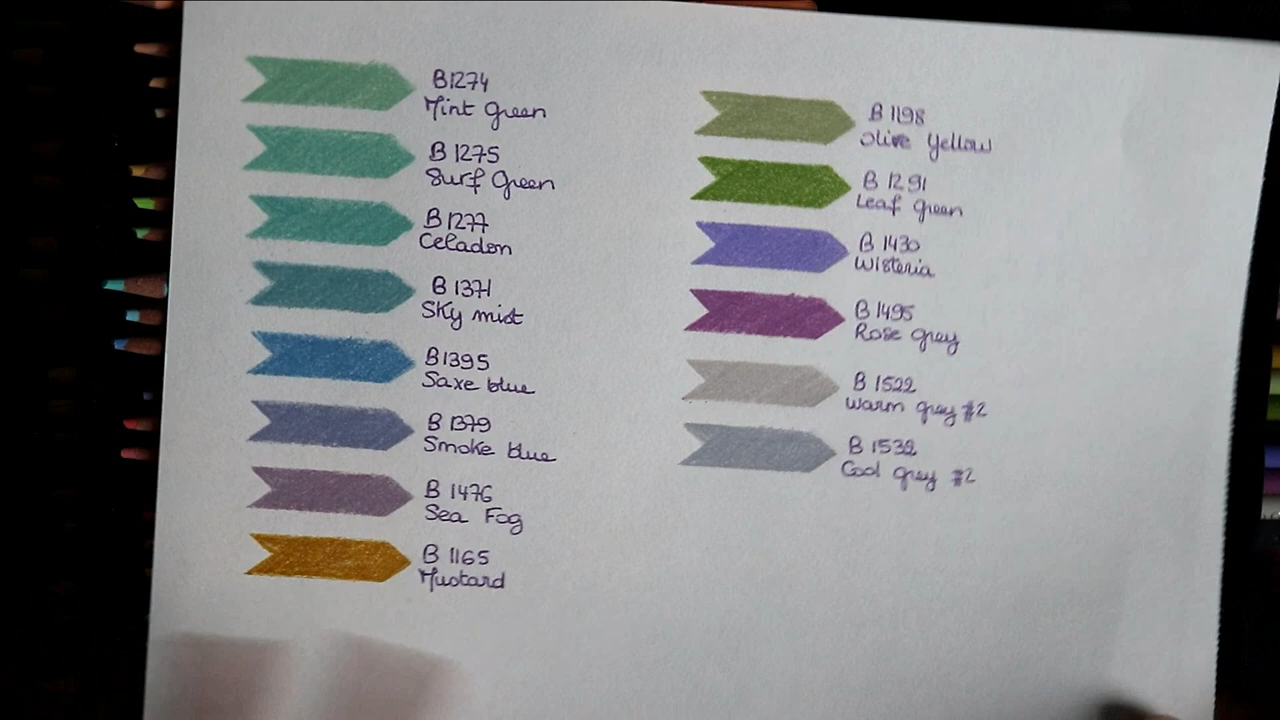 B1274
Mint Green
B 1275
Surf Green
B 1277
Celadon
B 1371
Sky mist
B1395
Saxe blue
B 1379
Smoke blue
B 1476
Sea Fog
B 1165
Mustard
B 1198
Olive Yellow
B 1291
Leaf green
B 1430
Wisteria
B 1495
Rose grey
B 1522
Warm grey #2
B 1532
Cool grey #2